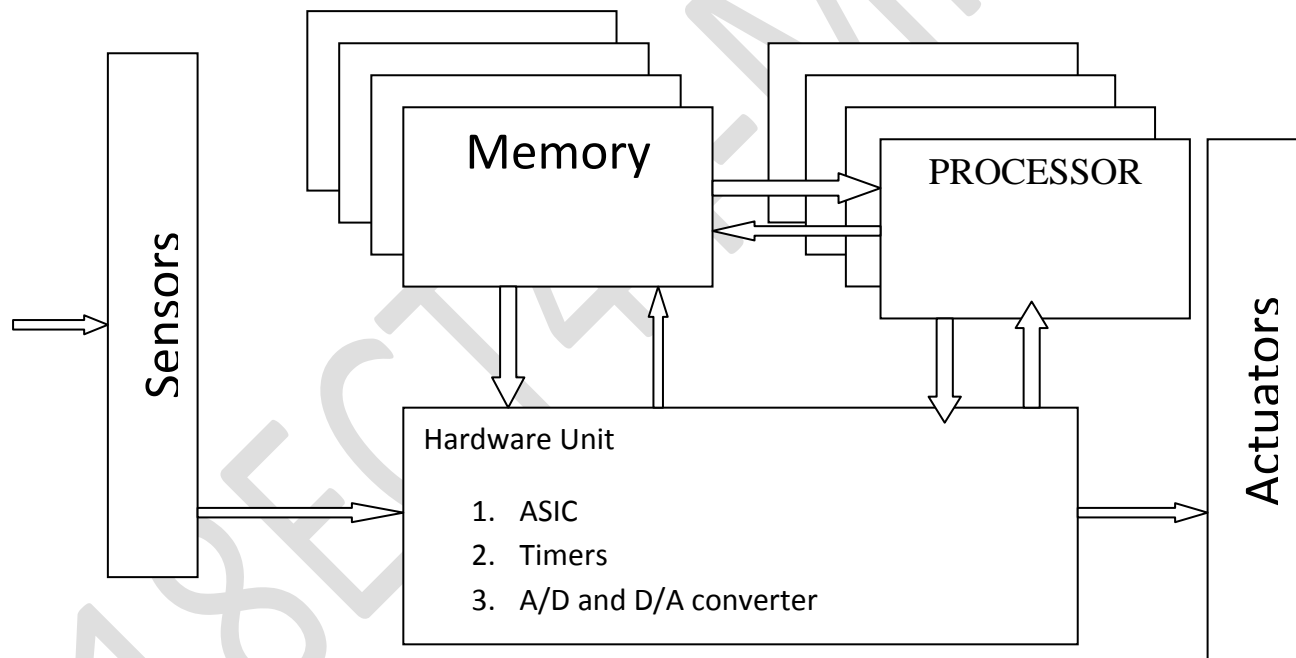 Sensors
Memory
PROCESSOR
Actuators
Hardware Unit
1. ASIC
2. Timers
3. A/D and D/A converter